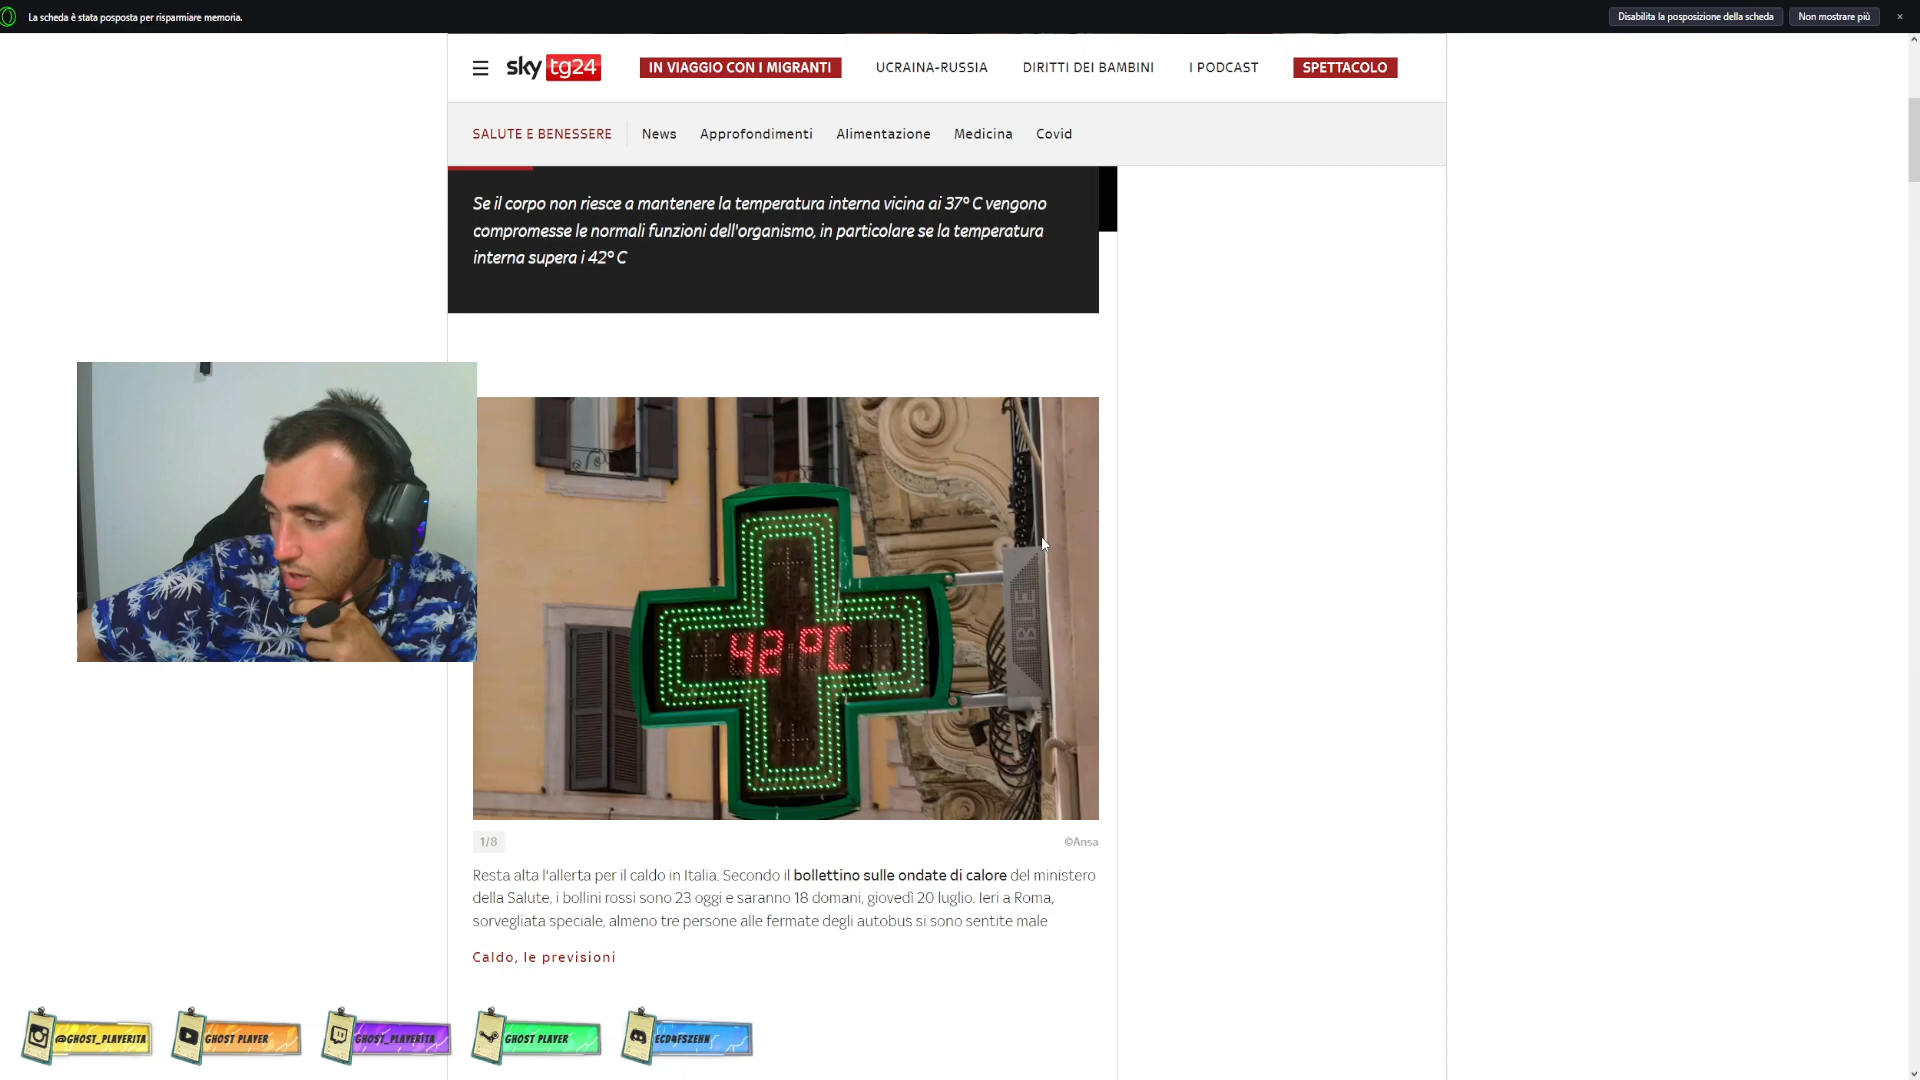 La scheda è stata posposta per risparmiare memoria.
Disabilita la posposizione della scheda
Non mostrare più
sky tg24
IN VIAGGIO CON I MIGRANTI
UCRAINA-RUSSIA
DIRITTI DEI BAMBINI
I PODCAST
SPETTACOLO
SALUTE E BENESSERE
News
Approfondimenti
Alimentazione
Medicina
Covid
Se il corpo non riesce a mantenere la temperatura interna vicina ai 37° C vengono
compromesse le normali funzioni dell'organismo, in particolare se la temperatura
interna supera i 42° C
42 °C
1/8
©Ansa
Resta alta l'allerta per il caldo in Italia. Secondo il bollettino sulle ondate di calore del ministero
della Salute, i bollini rossi sono 23 oggi e saranno 18 domani, giovedì 20 luglio. Ieri a Roma,
sorvegliata speciale, almeno tre persone alle fermate degli autobus si sono sentite male
Caldo, le previsioni
@GHOST_PLAYERITA
GHOST PLAYER
GHOST_PLAYERITA
GHOST PLAYER
ECD4FSZEHN